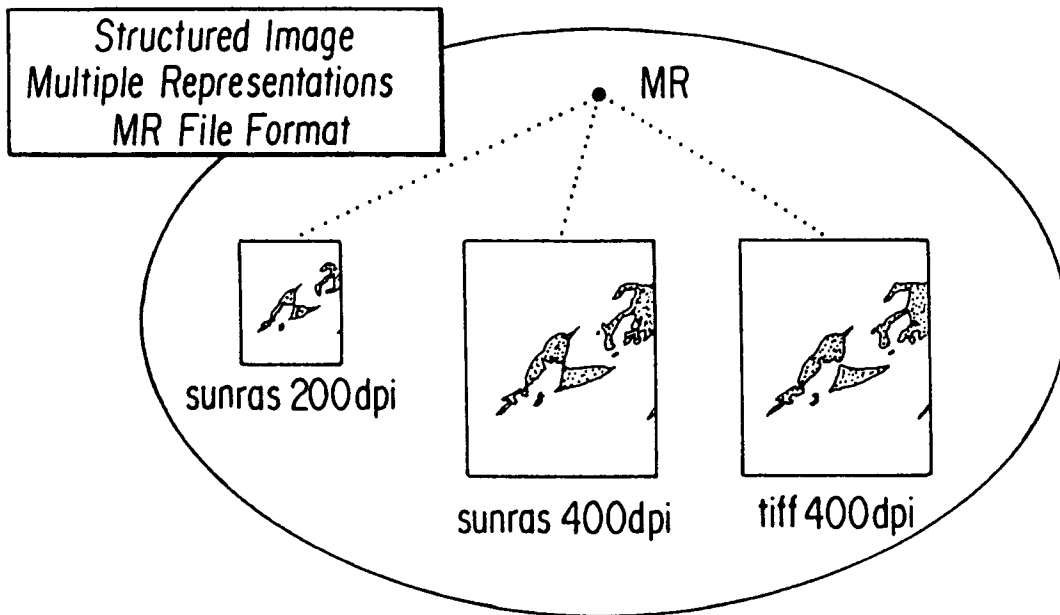 Structured Image
Multiple Representations
MR File Format
MR
sunras 200dpi
sunras 400dpi
tiff 400dpi